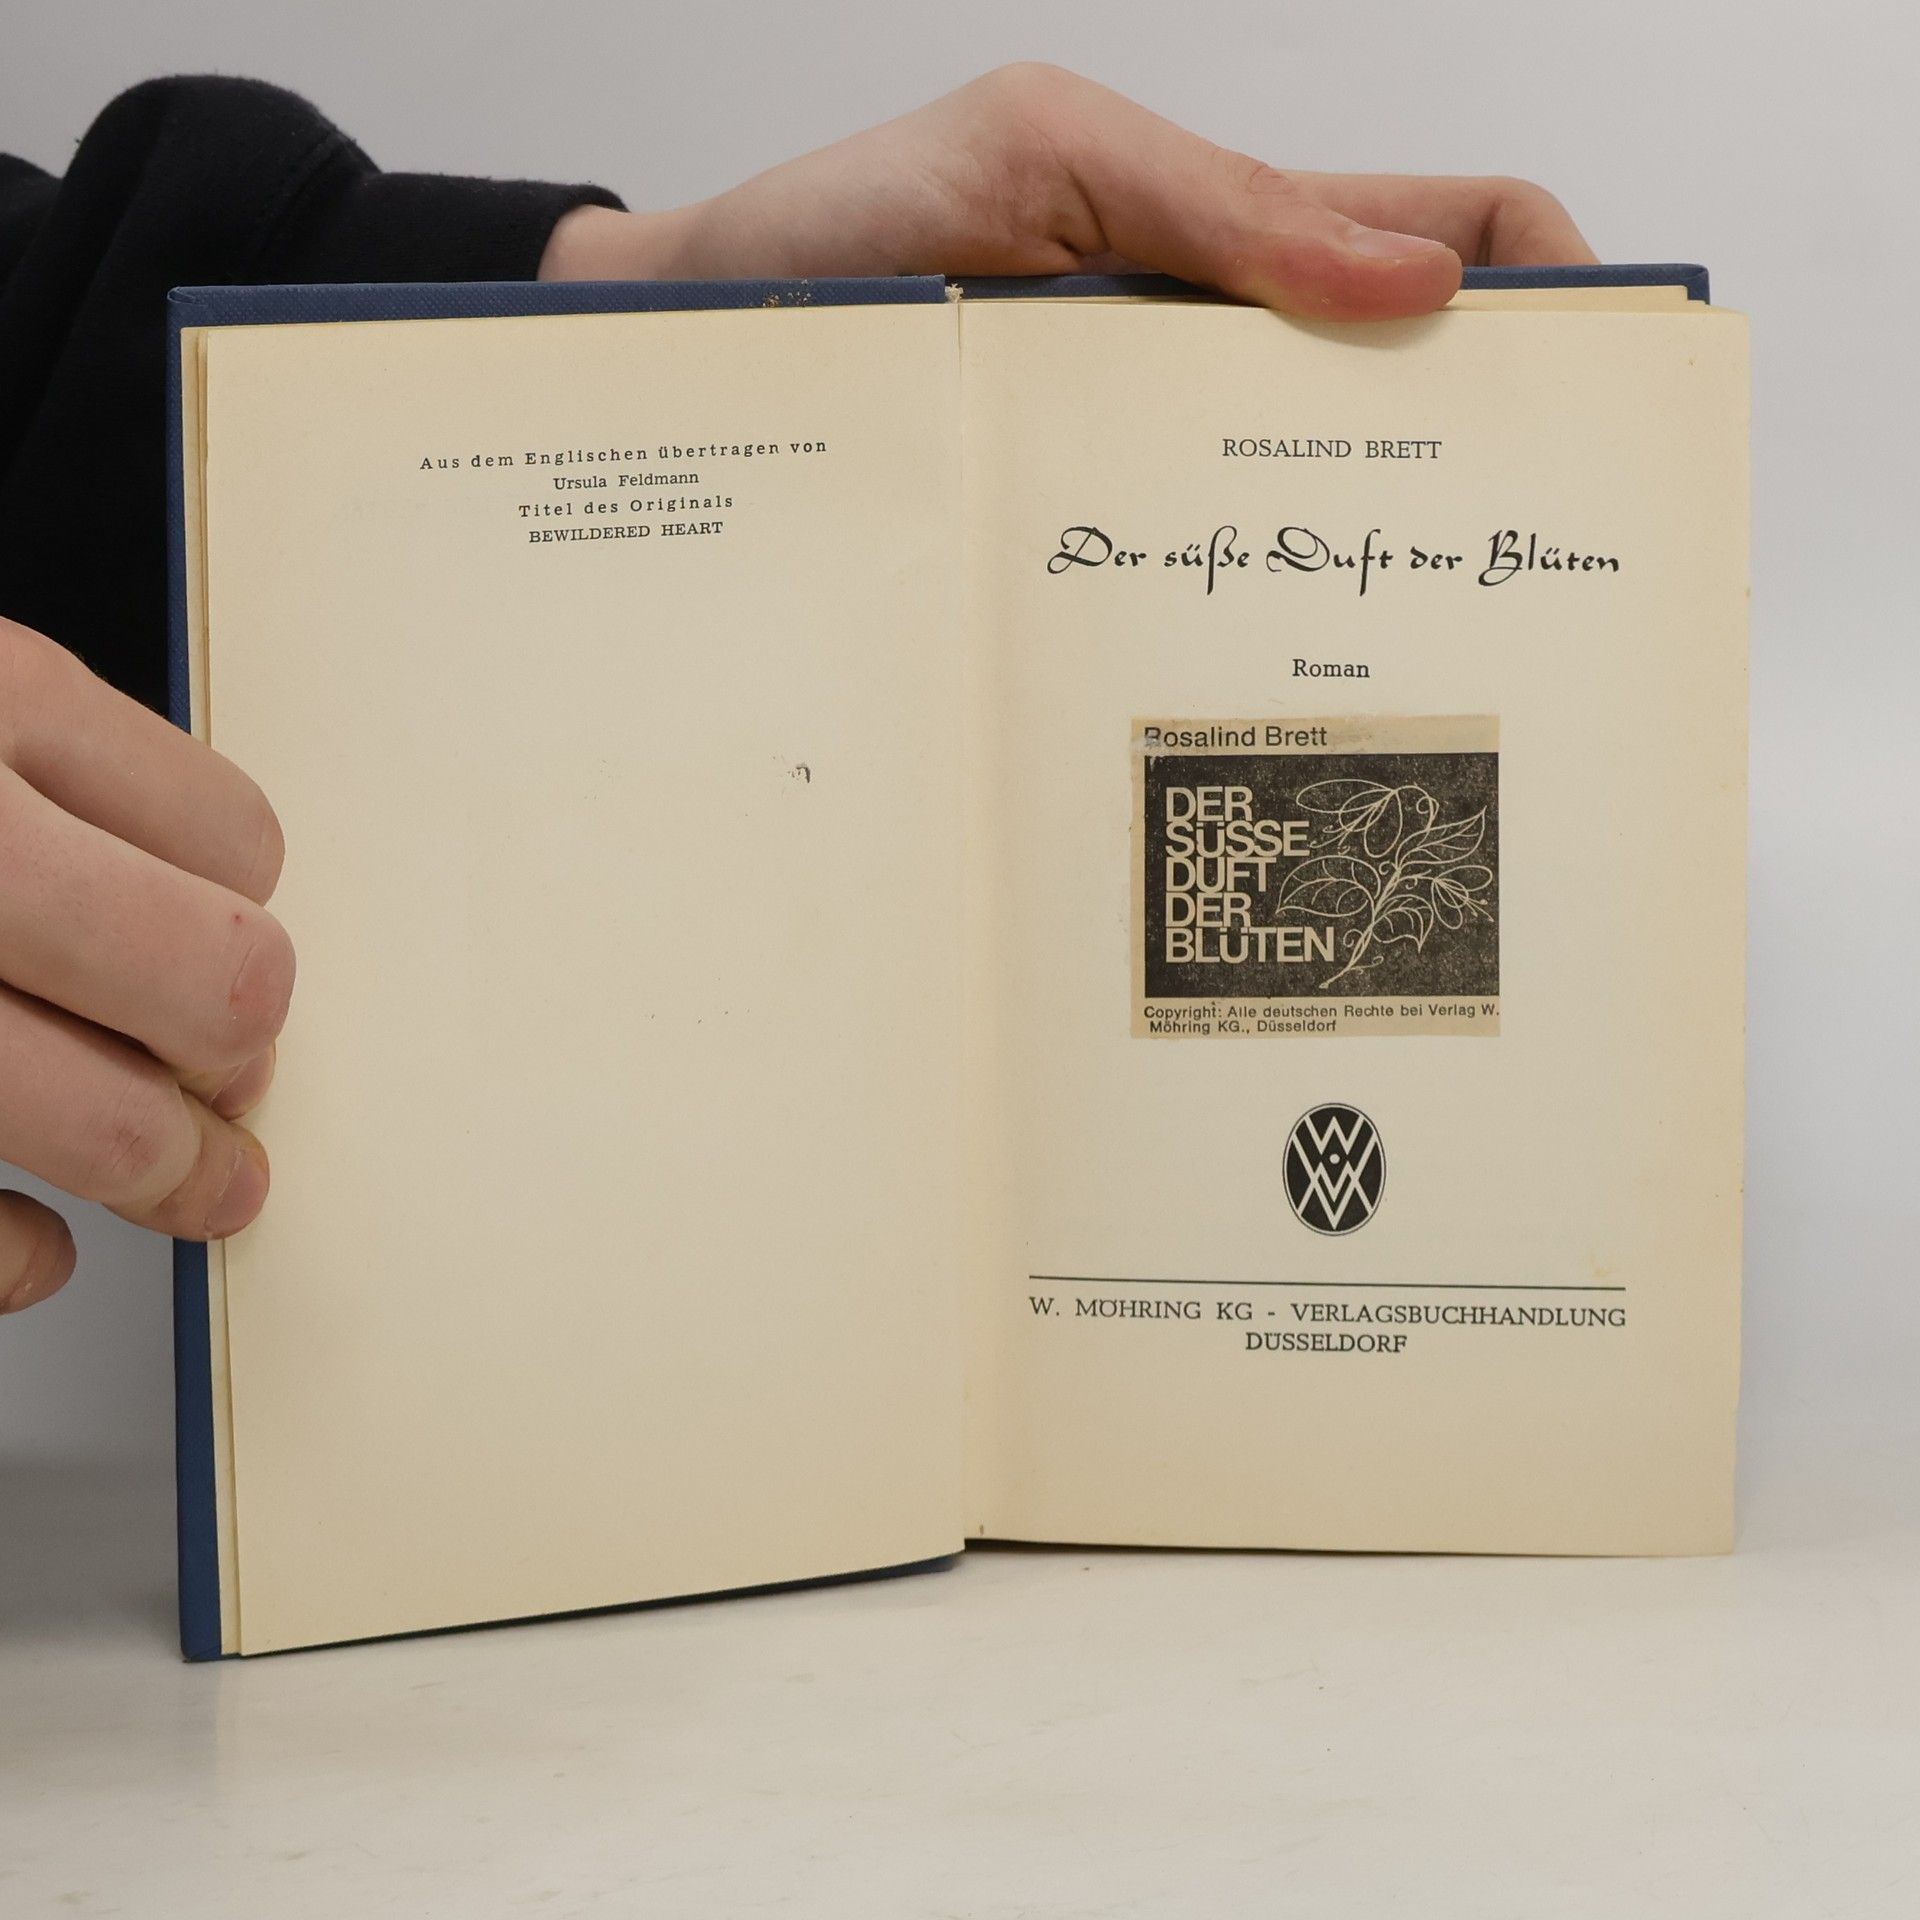 Aus dem Englischen übertragen von
Ursula Feldmann
Titel des Originals
BEWILDERED HEART
ROSALIND BRETT
Der süße Duft der Blüten
Roman
Rosalind Brett
DER
SÜSSE
DUFT
DER
BLÜTEN
Copyright: Alle deutschen Rechte bei Verlag W.
Möhring KG., Düsseldorf
W. MÖHRING KG - VERLAGSBUCHHANDLUNG
DÜSSELDORF